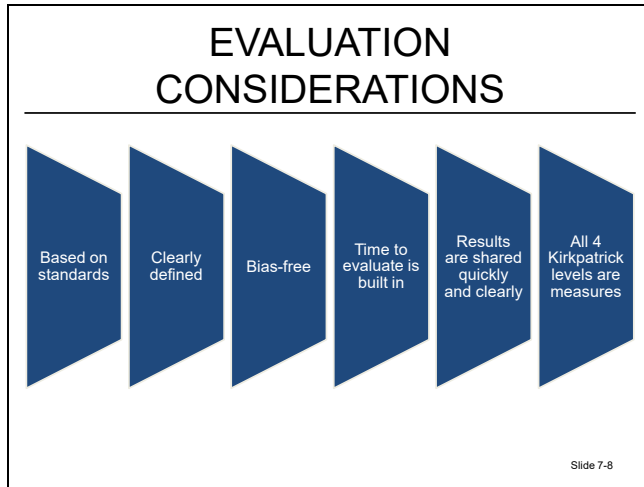 EVALUATION
CONSIDERATIONS
Based on
standards
Clearly
defined
Bias-free
Time to
evaluate is
built in
Results
are shared
quickly
and clearly
All 4
Kirkpatrick
levels are
measures
Slide 7-8